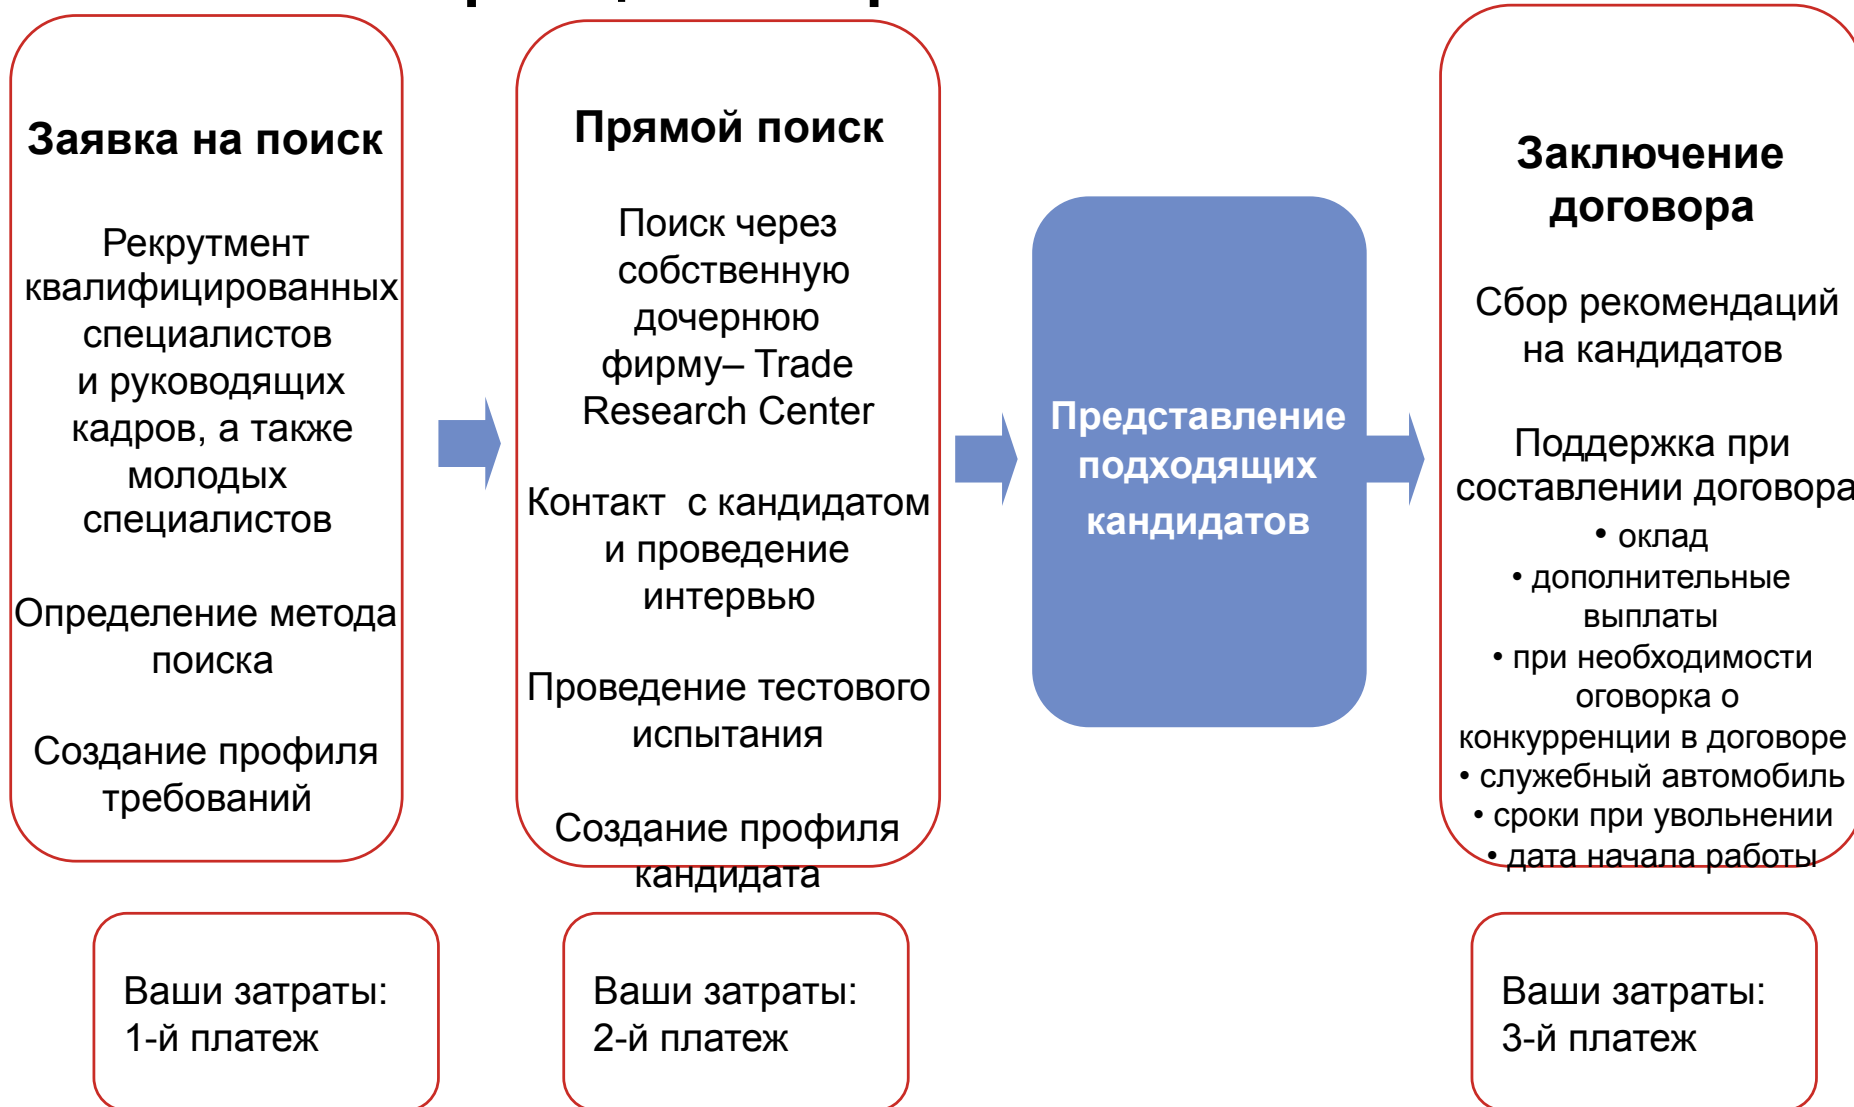 Заявка на поиск
Рекрутмент
квалифицированных
специалистов
и руководящих
кадров, а также
молодых
специалистов
Определение метода
поиска
Создание профиля
требований
Прямой поиск
Поиск через
собственную
дочернюю
фирму– Trade
Research Center
Контакт с кандидатом
и проведение
интервью
Проведение тестового
испытания
Создание профиля
кандидата
Представление
подходящих
кандидатов
Заключение
договора
Сбор рекомендаций
на кандидатов
Поддержка при
составлении договора
• оклад
• дополнительные
выплаты
• при необходимости
оговорка о
конкурренции в договоре
• служебный автомобиль
• сроки при увольнении
• дата начала работы
Ваши затраты:
1-й платеж
Ваши затраты:
2-й платеж
Ваши затраты:
3-й платеж